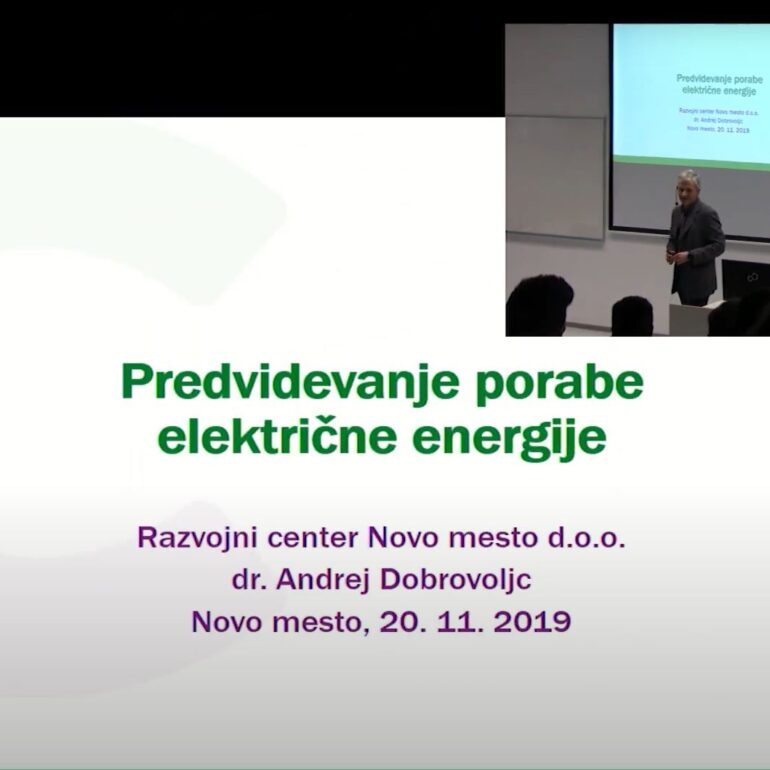 Predvidevanje porabe
električne energije
Razvojni center Novo mesto d.o.o.
dr. Andrej Dobrovoljc
Novo mesto, 20. 11. 2019
Predvidevanje porabe
električne energije
Razvojni center Novo mesto d.o.o.
dr. Andrej Dobrovoljc
Novo mesto, 20. 11. 2019